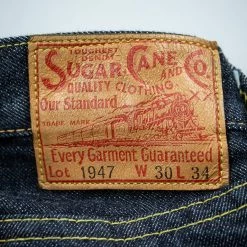 TOUGHEST
DENIM
SUGAR CANE AND CO.
QUALITY CLOTHING
Our Standard
TRADE MARK
Every Garment Guaranteed
Lot 1947 W 30 L 34